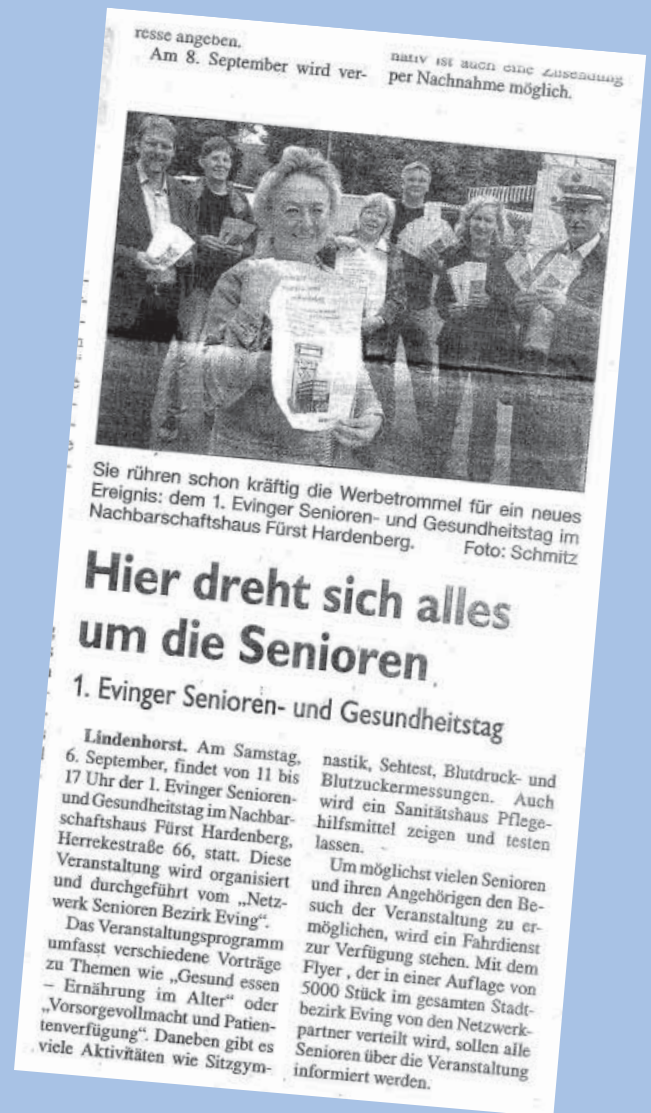 resse angeben.
Am 8. September wird ver-
nativ ist auch eine Zusendung
per Nachnahme möglich.
Sie rühren schon kräftig die Werbetrommel für ein neues
Ereignis: dem 1. Evinger Senioren- und Gesundheitstag im
Nachbarschaftshaus Fürst Hardenberg. Foto: Schmitz
Hier dreht sich alles
um die Senioren
1. Evinger Senioren- und Gesundheitstag
Lindenhorst. Am Samstag,
6. September, findet von 11 bis
17 Uhr der 1. Evinger Senioren-
und Gesundheitstag im Nachbar-
schaftshaus Fürst Hardenberg,
Herrekestraße 66, statt. Diese
Veranstaltung wird organisiert
und durchgeführt vom „Netz-
werk Senioren Bezirk Eving“.
Das Veranstaltungsprogramm
umfasst verschiedene Vorträge
zu Themen wie „Gesund essen
– Ernährung im Alter“ oder
„Vorsorgevollmacht und Patien-
tenverfügung“. Daneben gibt es
viele Aktivitäten wie Sitzgym-
nastik, Sehtest, Blutdruck- und
Blutzuckermessungen. Auch
wird ein Sanitätshaus Pflege-
hilfsmittel zeigen und testen
lassen.
Um möglichst vielen Senioren
und ihren Angehörigen den Be-
such der Veranstaltung zu er-
möglichen, wird ein Fahrdienst
zur Verfügung stehen. Mit dem
Flyer , der in einer Auflage von
5000 Stück im gesamten Stadt-
bezirk Eving von den Netzwerk-
partner verteilt wird, sollen alle
Senioren über die Veranstaltung
informiert werden.